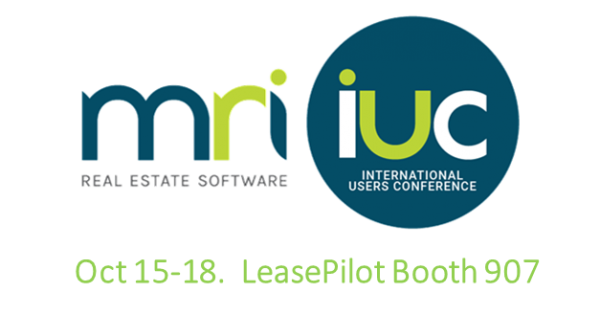 mri
REAL ESTATE SOFTWARE
iuc
INTERNATIONAL
USERS CONFERENCE
Oct 15-18.  LeasePilot Booth 907